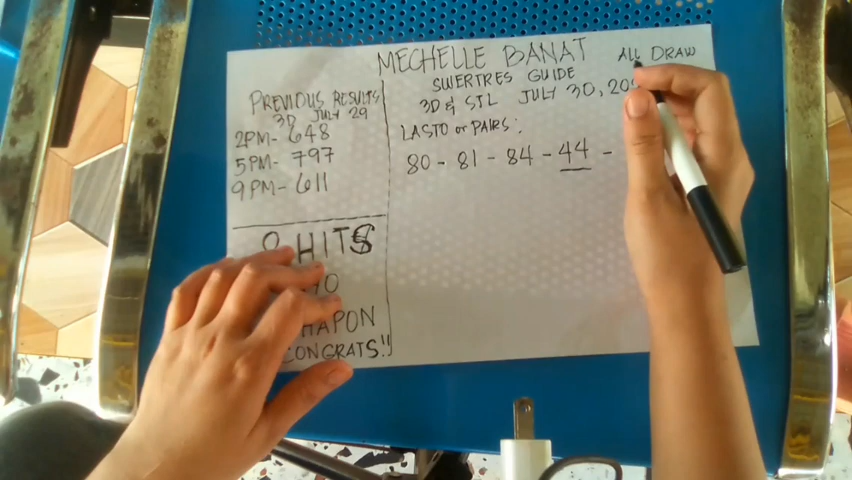 MECHELLE BANAT
ALL DRAW
SWERTRES GUIDE
3D & STL JULY 30, 20
LASTO or PAIRS:
80 - 81 - 84 - 44 -
PREVIOUS RESULTS
3D JULY 29
2PM- 648
5PM- 797
9PM- 611
HITS
CONGRATS!!